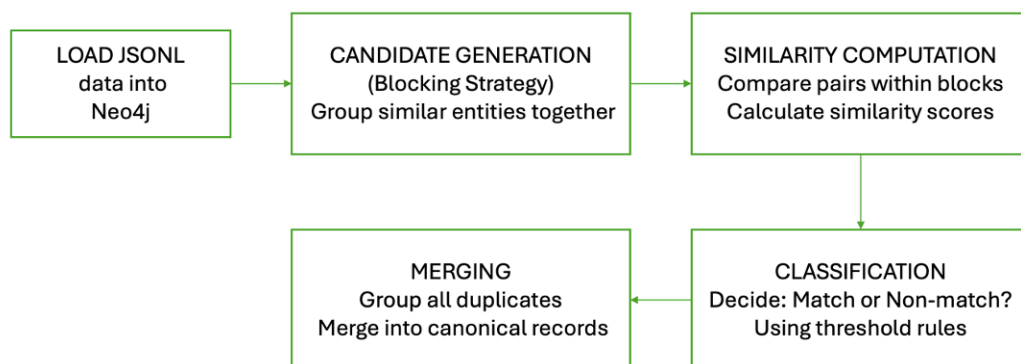 LOAD JSONL
data into
Neo4j
CANDIDATE GENERATION
(Blocking Strategy)
Group similar entities together
SIMILARITY COMPUTATION
Compare pairs within blocks
Calculate similarity scores
CLASSIFICATION
Decide: Match or Non-match?
Using threshold rules
MERGING
Group all duplicates
Merge into canonical records